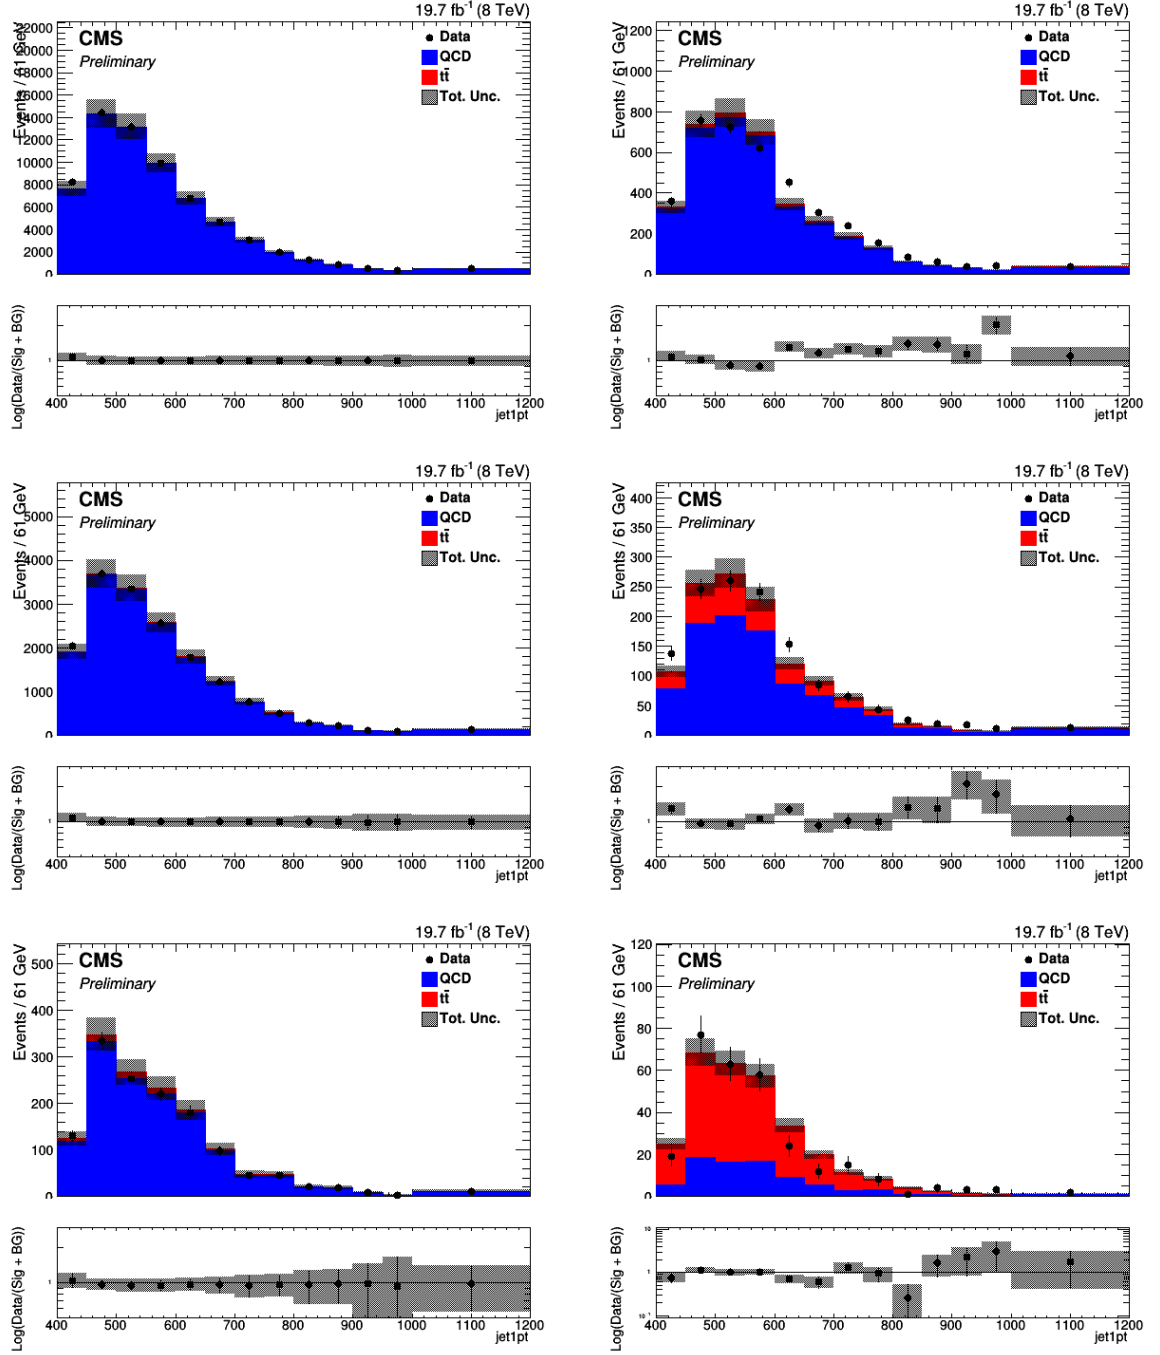 19.7 fb⁻¹ (8 TeV)
CMS
Preliminary
Data
QCD
tt̄
Tot. Unc.
Events / 61 GeV
22000
20000
18000
16000
14000
12000
10000
8000
6000
4000
2000
0
Log(Data/(Sig + BG))
1
400 500 600 700 800 900 1000 1100 1200
jet1pt
19.7 fb⁻¹ (8 TeV)
CMS
Preliminary
Data
QCD
tt̄
Tot. Unc.
Events / 61 GeV
1200
1000
800
600
400
200
0
Log(Data/(Sig + BG))
1
400 500 600 700 800 900 1000 1100 1200
jet1pt
19.7 fb⁻¹ (8 TeV)
CMS
Preliminary
Data
QCD
tt̄
Tot. Unc.
Events / 61 GeV
5000
4000
3000
2000
1000
0
Log(Data/(Sig + BG))
1
400 500 600 700 800 900 1000 1100 1200
jet1pt
19.7 fb⁻¹ (8 TeV)
CMS
Preliminary
Data
QCD
tt̄
Tot. Unc.
Events / 61 GeV
400
350
300
250
200
150
100
50
0
Log(Data/(Sig + BG))
1
400 500 600 700 800 900 1000 1100 1200
jet1pt
19.7 fb⁻¹ (8 TeV)
CMS
Preliminary
Data
QCD
tt̄
Tot. Unc.
Events / 61 GeV
500
400
300
200
100
0
Log(Data/(Sig + BG))
1
400 500 600 700 800 900 1000 1100 1200
jet1pt
19.7 fb⁻¹ (8 TeV)
CMS
Preliminary
Data
QCD
tt̄
Tot. Unc.
Events / 61 GeV
120
100
80
60
40
20
0
Log(Data/(Sig + BG))
10
1
10⁻¹
400 500 600 700 800 900 1000 1100 1200
jet1pt